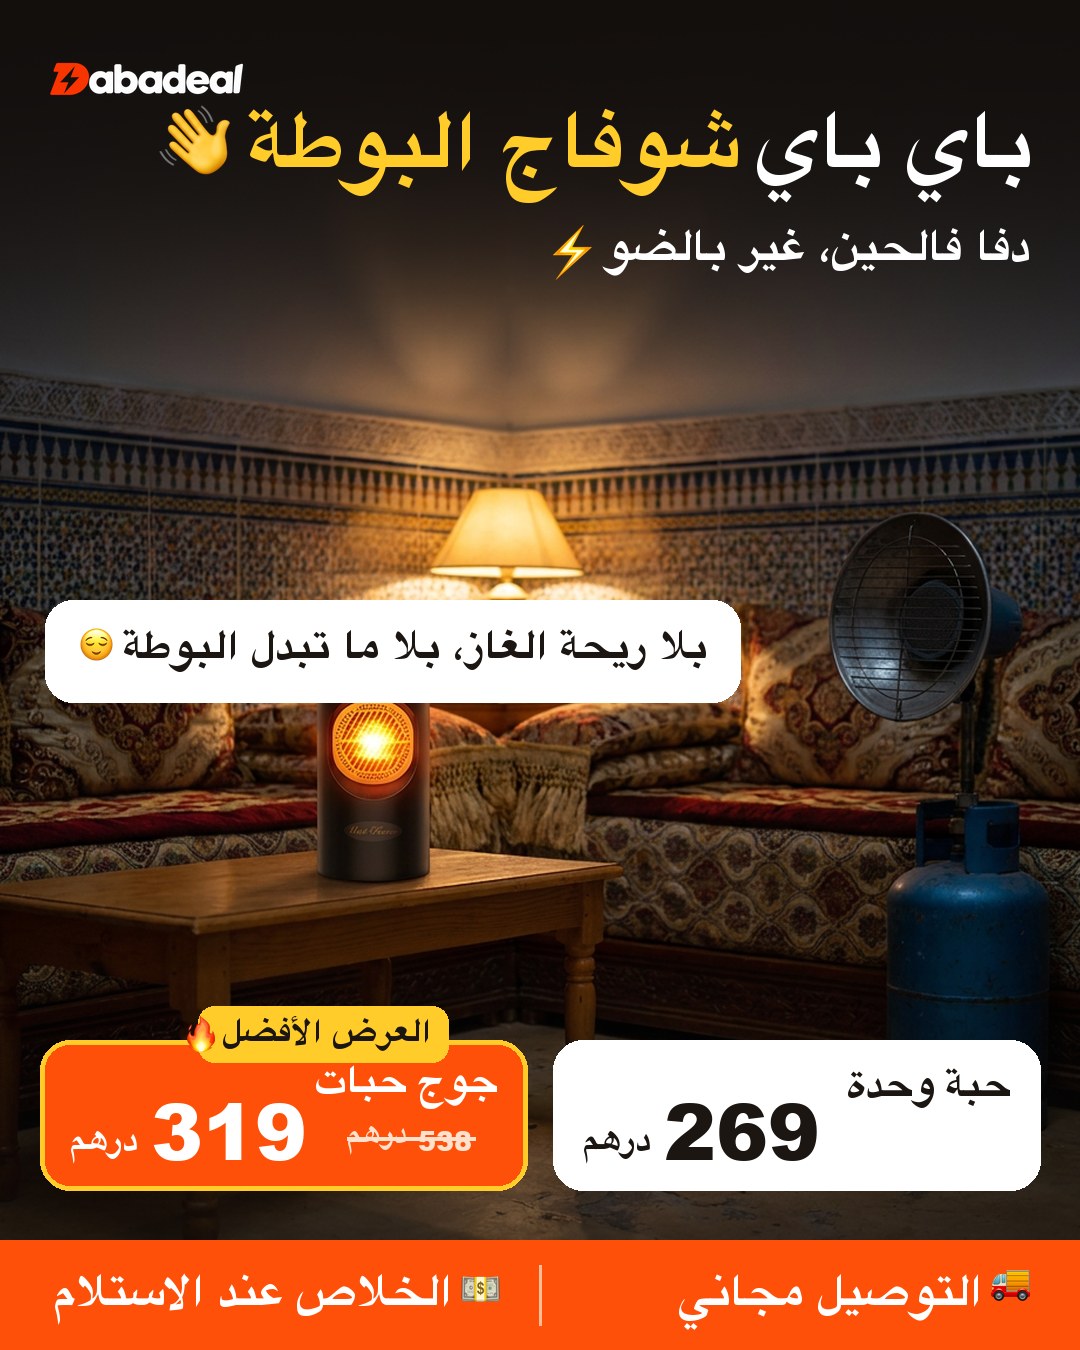 Dabadeal
باي باي شوفاج البوطة 👋
دفا فالحين، غير بالضو ⚡
بلا ريحة الغاز، بلا ما تبدل البوطة 😌
حبة وحدة
269 درهم
العرض الأفضل 🔥
جوج حبات
538 درهم
319 درهم
🚚 التوصيل مجاني
💵 الخلاص عند الاستلام